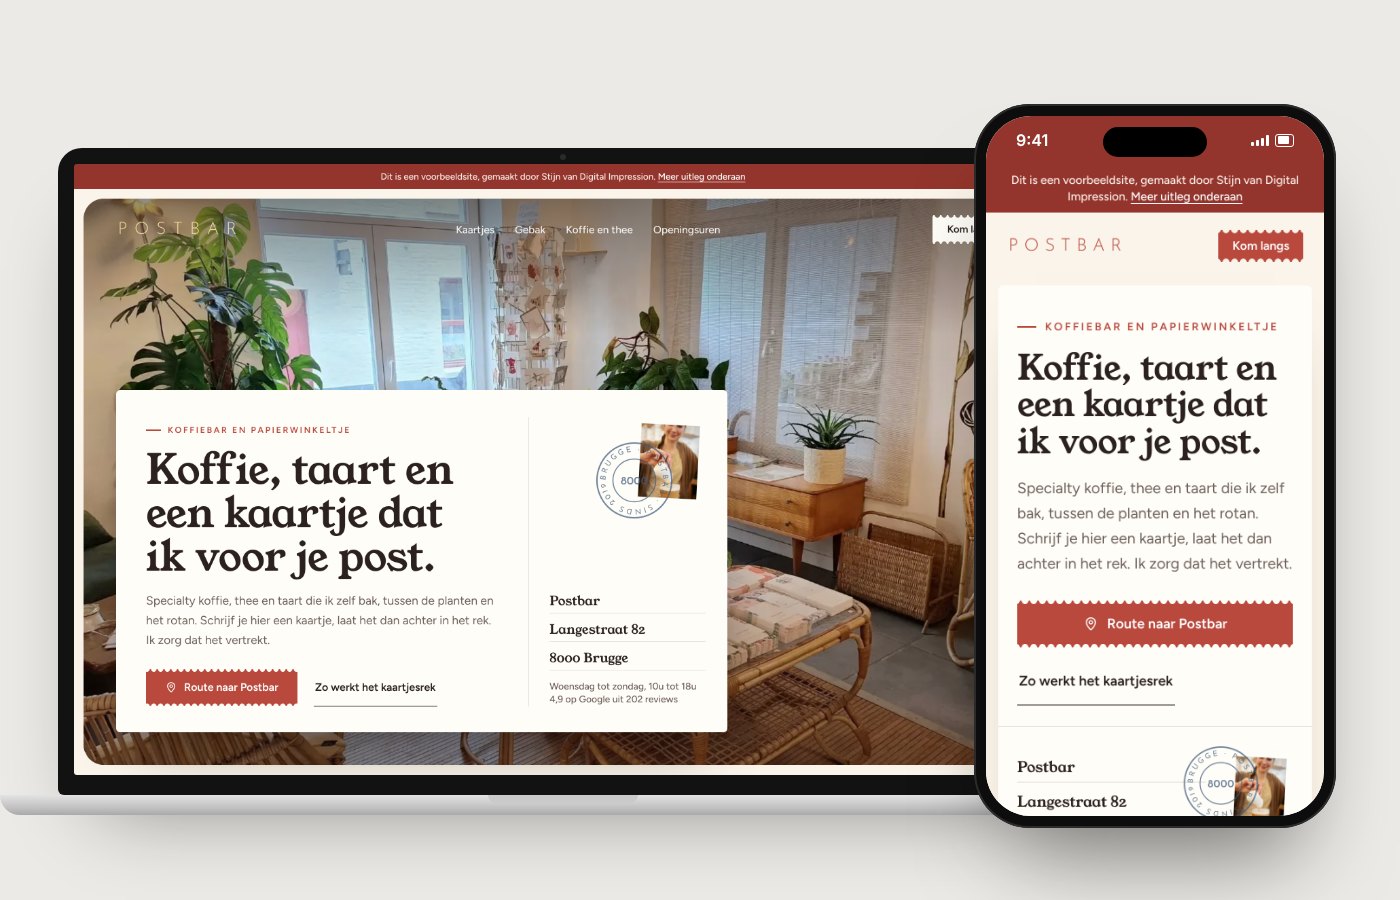 Dit is een voorbeeldsite, gemaakt door Stijn van Digital Impression. Meer uitleg onderaan
POSTBAR
Kaartjes
Gebak
Koffie en thee
Openingsuren
Kom
KOFFIEBAR EN PAPIERWINKELTJE
Koffie, taart en
een kaartje dat
ik voor je post.
Specialty koffie, thee en taart die ik zelf bak, tussen de planten en
het rotan. Schrijf je hier een kaartje, laat het dan achter in het rek.
Ik zorg dat het vertrekt.
Route naar Postbar
Zo werkt het kaartjesrek
BRUGGE
SINDS 2019
Postbar
Langestraat 82
8000 Brugge
Woensdag tot zondag, 10u tot 18u
4,9 op Google uit 202 reviews
9:41
Dit is een voorbeeldsite, gemaakt door Stijn van Digital
Impression. Meer uitleg onderaan
POSTBAR
Kom langs
KOFFIEBAR EN PAPIERWINKELTJE
Koffie, taart en
een kaartje dat
ik voor je post.
Specialty koffie, thee en taart die ik zelf
bak, tussen de planten en het rotan.
Schrijf je hier een kaartje, laat het dan
achter in het rek. Ik zorg dat het vertrekt.
Route naar Postbar
Zo werkt het kaartjesrek
Postbar
Langestraat 82
BRUGGE
8000